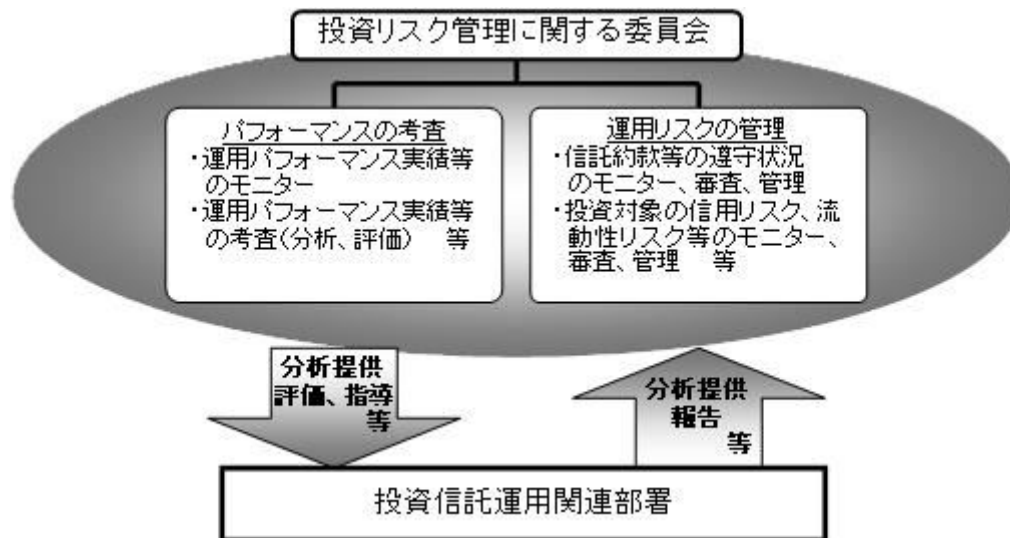 投資リスク管理に関する委員会
パフォーマンスの考査
・運用パフォーマンス実績等
のモニター
・運用パフォーマンス実績等
の考査(分析、評価) 等
運用リスクの管理
・信託約款等の遵守状況
のモニター、審査、管理
・投資対象の信用リスク、流
動性リスク等のモニター、
審査、管理 等
分析提供
評価、指導
等
分析提供
報告
等
投資信託運用関連部署